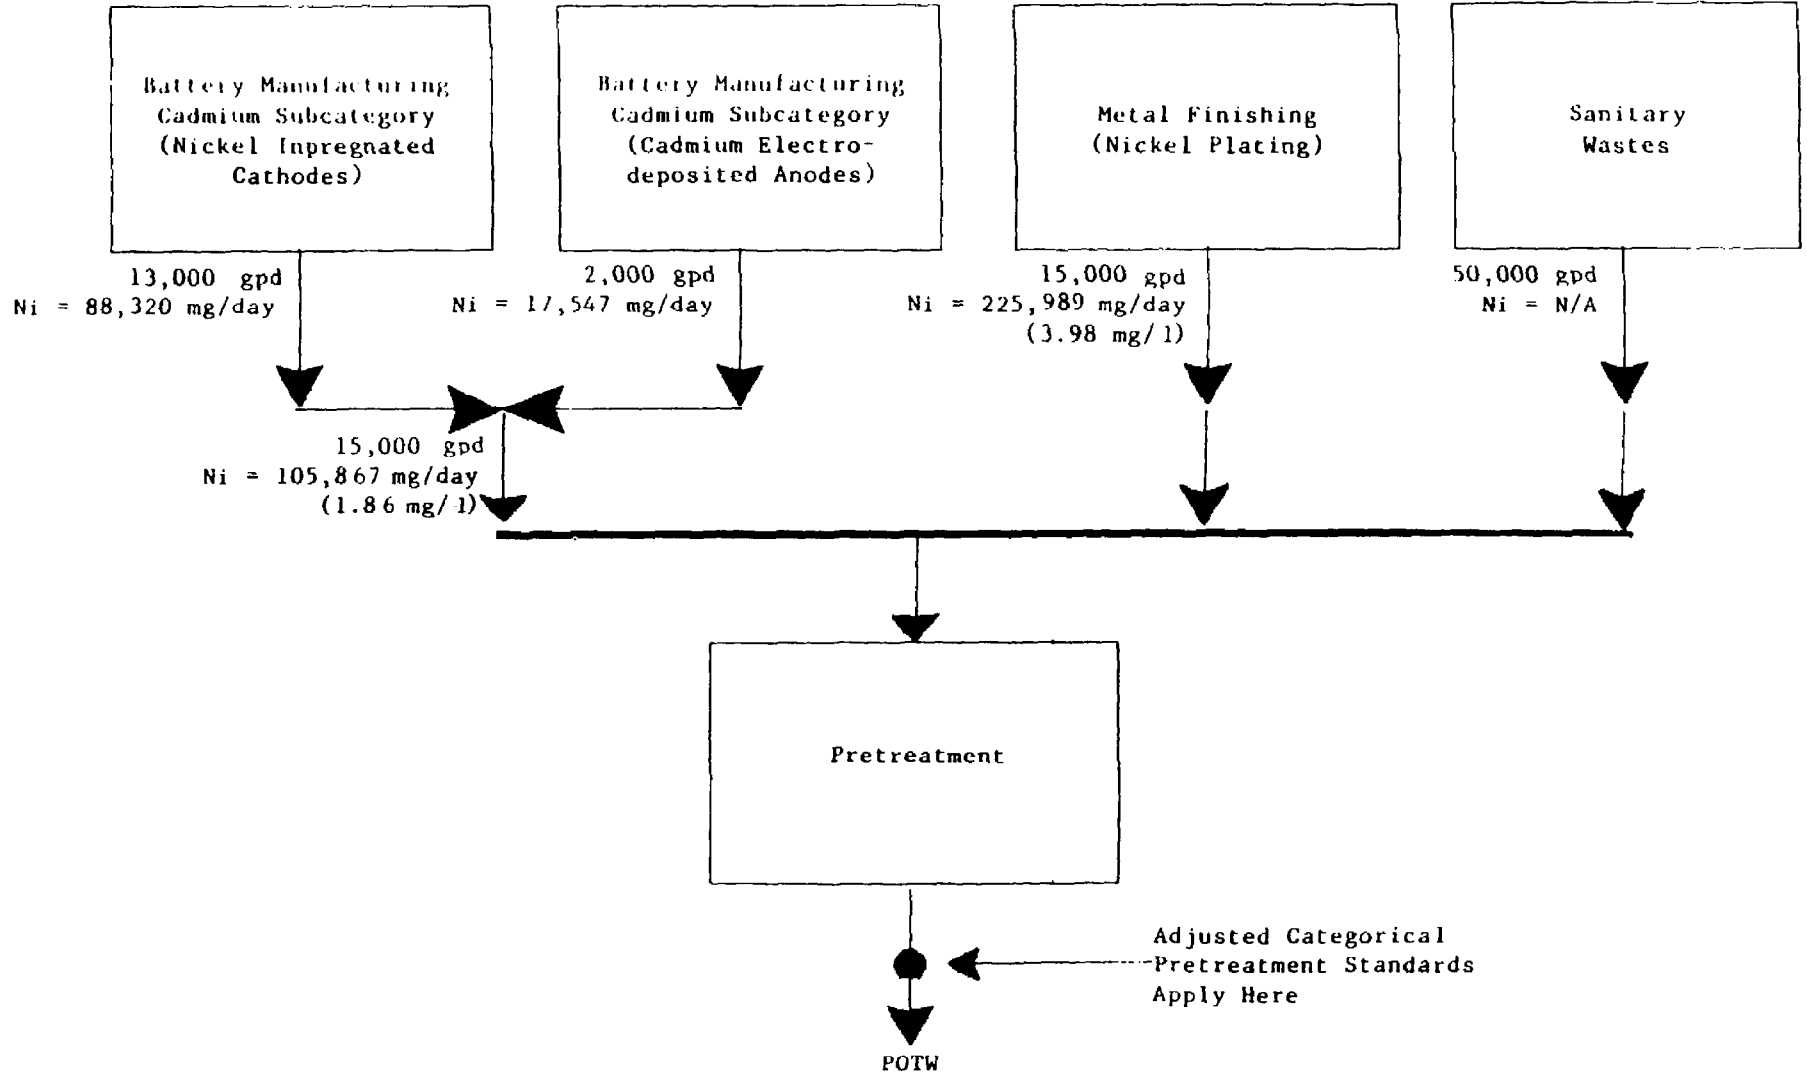 Battery Manufacturing
Cadmium Subcategory
(Nickel Inpregnated
Cathodes)
Battery Manufacturing
Cadmium Subcategory
(Cadmium Electro-
deposited Anodes)
Metal Finishing
(Nickel Plating)
Sanitary
Wastes
13,000 gpd
Ni = 88,320 mg/day
2,000 gpd
Ni = 17,547 mg/day
15,000 gpd
Ni = 225,989 mg/day
(3.98 mg/l)
50,000 gpd
Ni = N/A
15,000 gpd
Ni = 105,867 mg/day
(1.86 mg/l)
Pretreatment
Adjusted Categorical
Pretreatment Standards
Apply Here
POTW